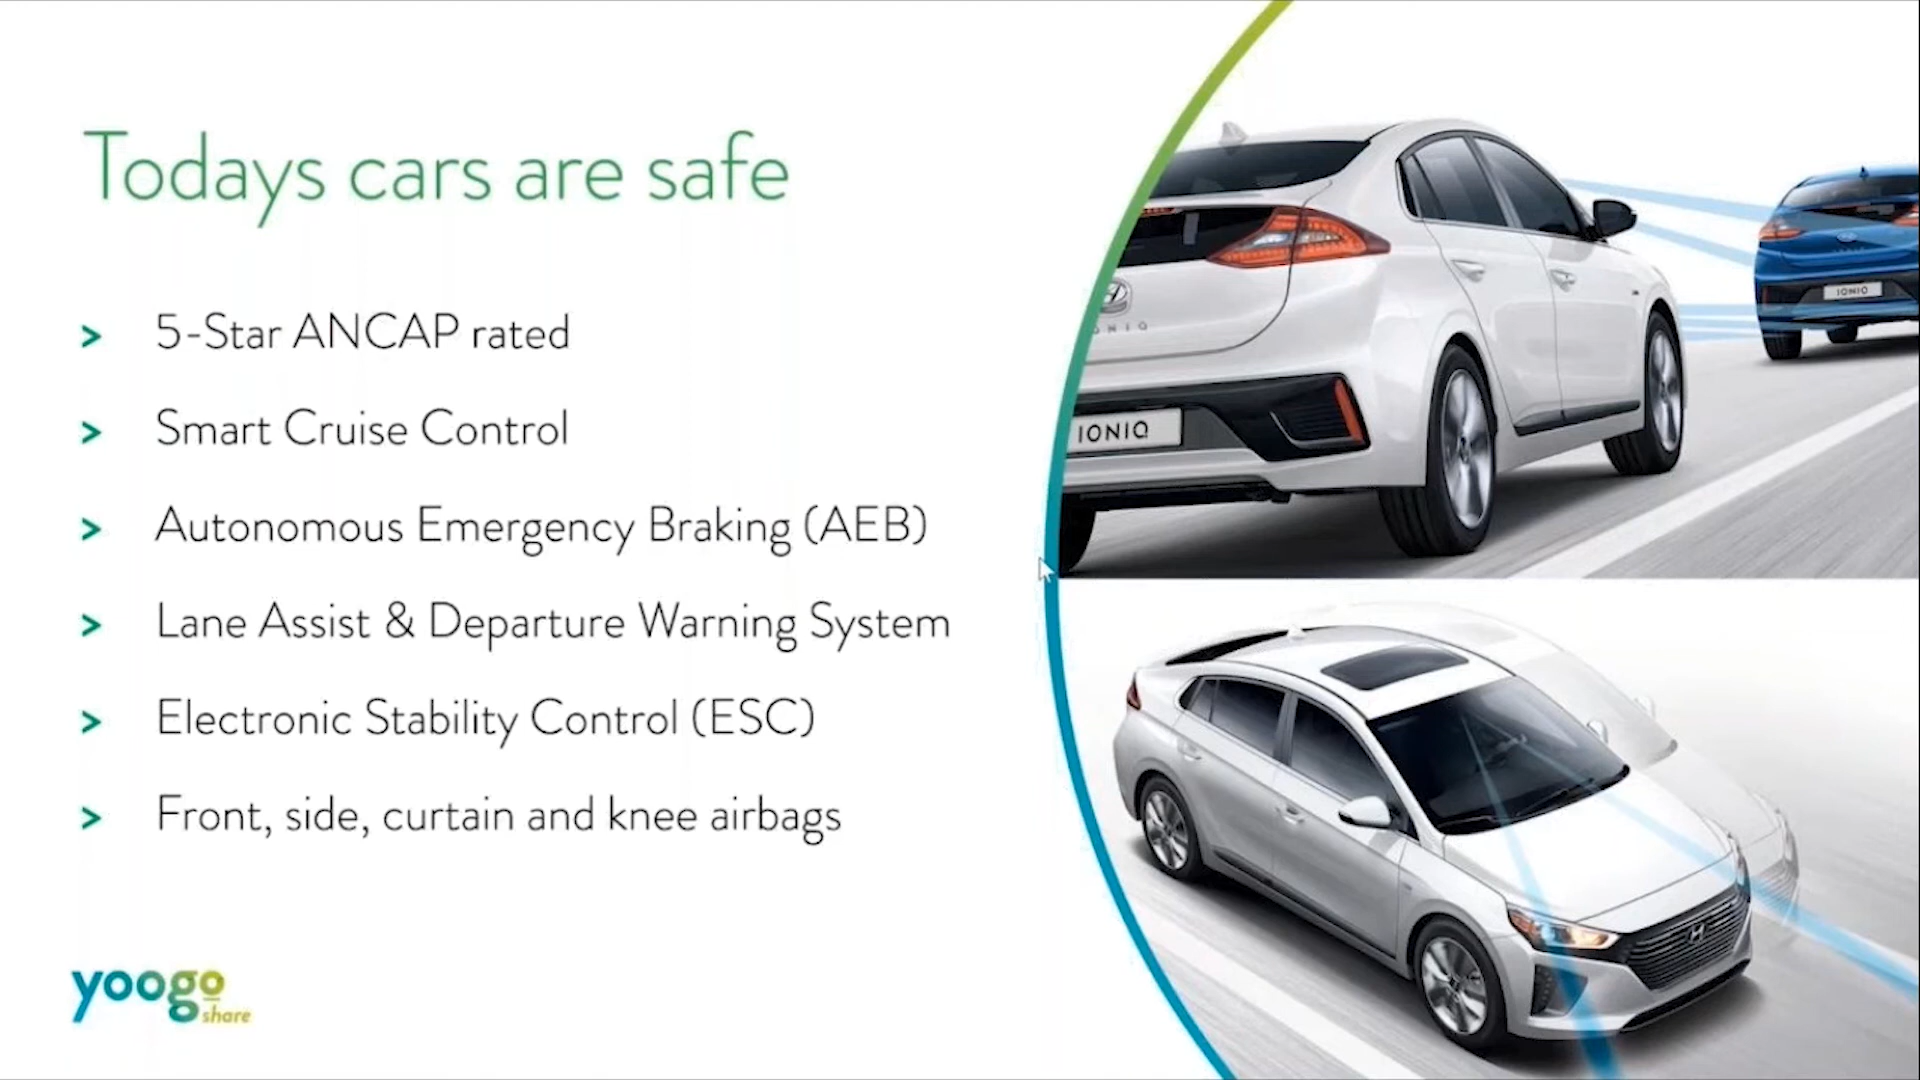 Todays cars are safe
> 5-Star ANCAP rated
> Smart Cruise Control
> Autonomous Emergency Braking (AEB)
> Lane Assist & Departure Warning System
> Electronic Stability Control (ESC)
> Front, side, curtain and knee airbags
yoogo
share
IONIQ
IONIQ